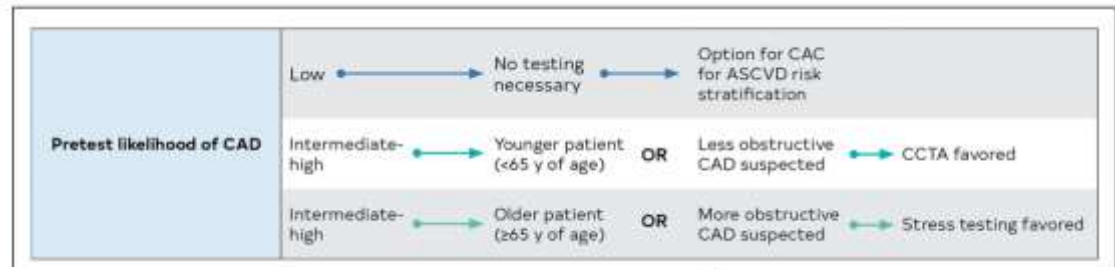 Pretest likelihood of CAD
Low
No testing
necessary
Option for CAC
for ASCVD risk
stratification
Intermediate-
high
Younger patient
(<65 y of age)
OR
Less obstructive
CAD suspected
CCTA favored
Intermediate-
high
Older patient
(≥65 y of age)
OR
More obstructive
CAD suspected
Stress testing favored